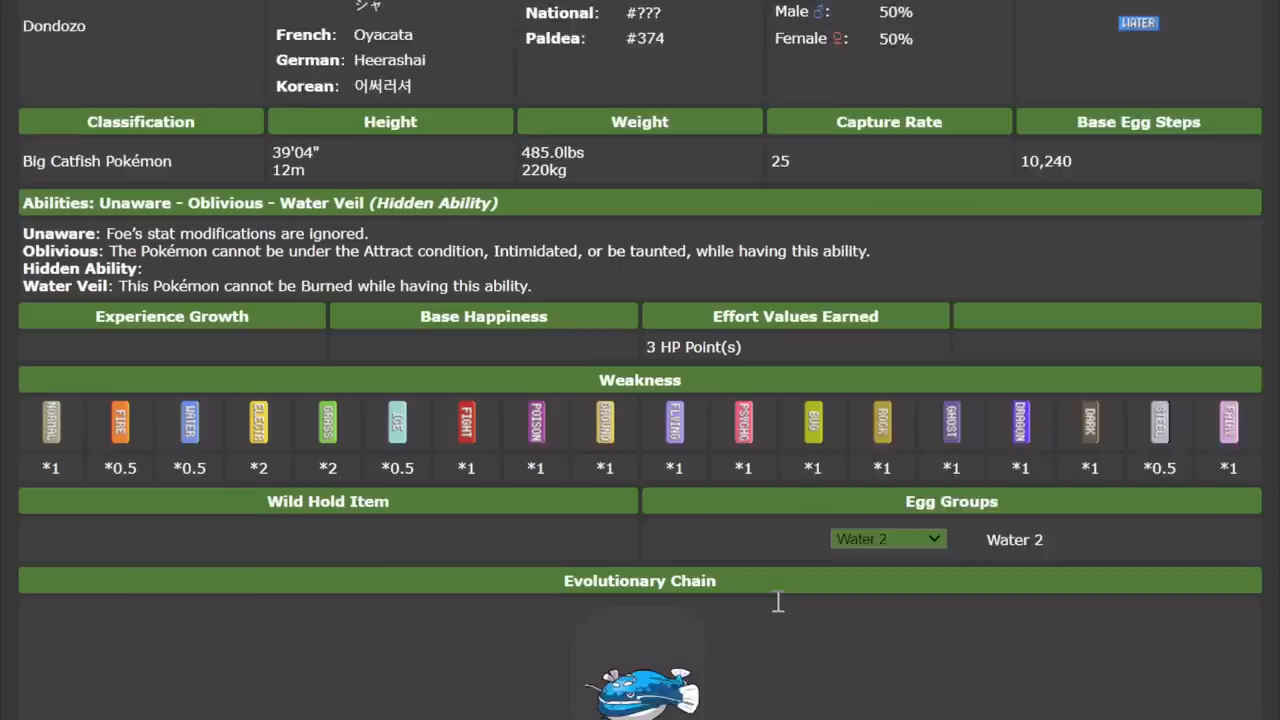 Dondozo
シャ
French: Oyacata
German: Heerashai
Korean: 어써러셔
National: #???
Paldea: #374
Male ♂: 50%
Female ♀: 50%
WATER
Classification Height Weight Capture Rate Base Egg Steps
Big Catfish Pokémon
39'04"
12m
485.0lbs
220kg
25
10,240
Abilities: Unaware - Oblivious - Water Veil (Hidden Ability)
Unaware: Foe's stat modifications are ignored.
Oblivious: The Pokémon cannot be under the Attract condition, Intimidated, or be taunted, while having this ability.
Hidden Ability:
Water Veil: This Pokémon cannot be Burned while having this ability.
Experience Growth Base Happiness Effort Values Earned
3 HP Point(s)
Weakness
NORMAL FIRE WATER ELECTR GRASS ICE FIGHT POISON GROUND FLYING PSYCHC BUG ROCK GHOST DRAGON DARK STEEL FAIRY
*1 *0.5 *0.5 *2 *2 *0.5 *1 *1 *1 *1 *1 *1 *1 *1 *1 *1 *0.5 *1
Wild Hold Item Egg Groups
Water 2 Water 2
Evolutionary Chain